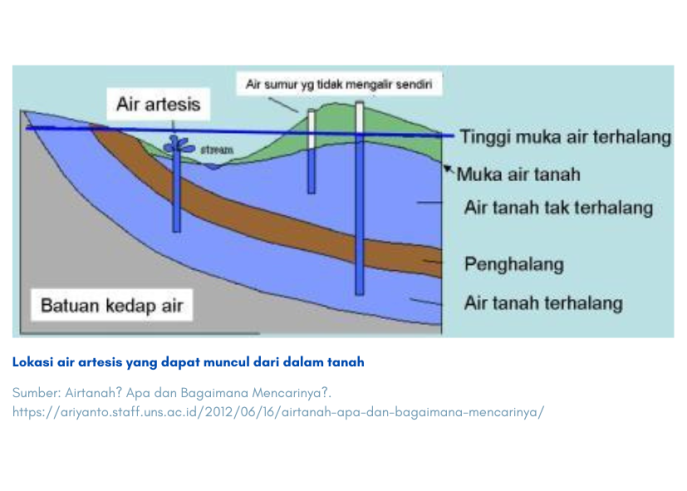 Air sumur yg tidak mengalir sendiri
Air artesis
stream
Tinggi muka air terhalang
Muka air tanah
Air tanah tak terhalang
Penghalang
Air tanah terhalang
Batuan kedap air
Lokasi air artesis yang dapat muncul dari dalam tanah
Sumber: Airtanah? Apa dan Bagaimana Mencarinya?.
https://ariyanto.staff.uns.ac.id/2012/06/16/airtanah-apa-dan-bagaimana-mencarinya/